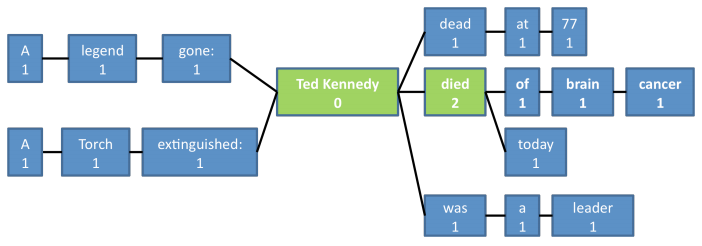 A
1
legend
1
gone:
1
A
1
Torch
1
extinguished:
1
Ted Kennedy
0
dead
1
at
1
77
1
died
2
of
1
brain
1
cancer
1
today
1
was
1
a
1
leader
1